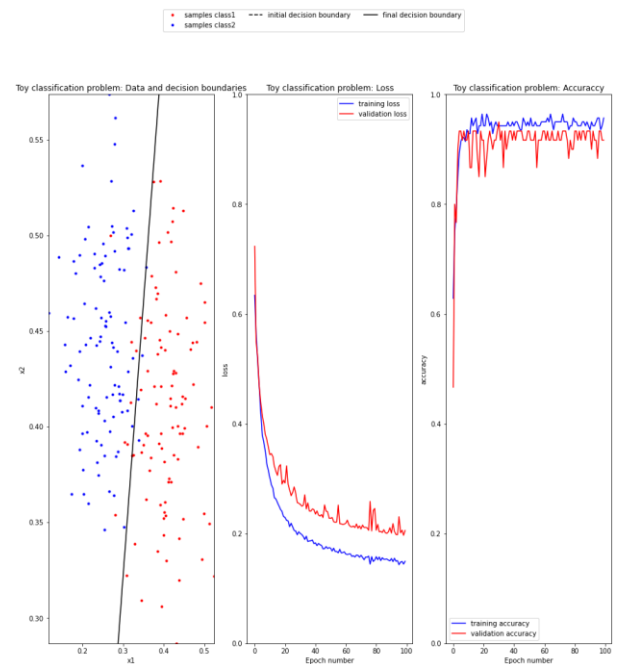 samples class1
samples class2
initial decision boundary
final decision boundary
Toy classification problem: Data and decision boundaries
Toy classification problem: Loss
Toy classification problem: Accuraccy
0.55
0.50
0.45
0.40
0.35
0.30
x2
0.2 0.3 0.4 0.5
x1
training loss
validation loss
1.0
0.8
0.6
0.4
0.2
0.0
loss
0 20 40 60 80 100
Epoch number
1.0
0.8
0.6
0.4
0.2
0.0
accuracy
training accuracy
validation accuracy
0 20 40 60 80 100
Epoch number